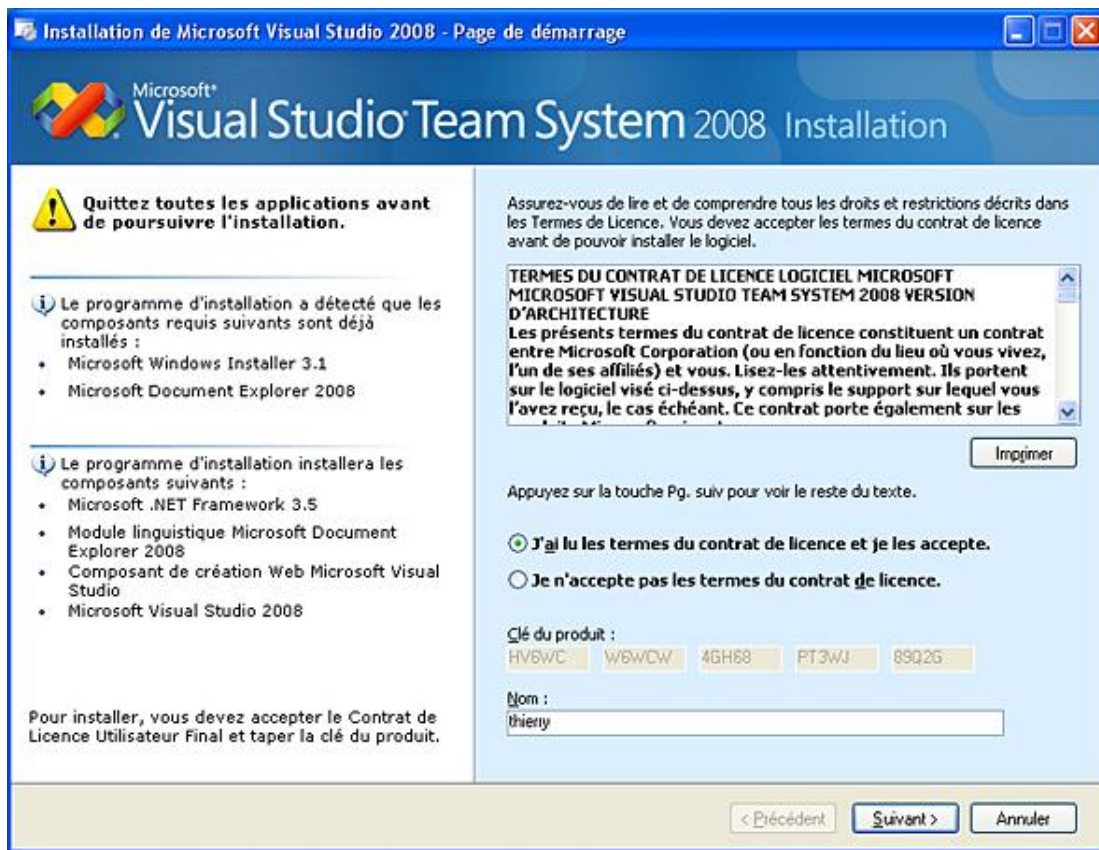 Installation de Microsoft Visual Studio 2008 - Page de démarrage
Microsoft®
Visual Studio Team System 2008 Installation
Quittez toutes les applications avant
de poursuivre l'installation.
Le programme d'installation a détecté que les
composants requis suivants sont déjà
installés :
• Microsoft Windows Installer 3.1
• Microsoft Document Explorer 2008
Le programme d'installation installera les
composants suivants :
• Microsoft .NET Framework 3.5
• Module linguistique Microsoft Document
Explorer 2008
• Composant de création Web Microsoft Visual
Studio
• Microsoft Visual Studio 2008
Pour installer, vous devez accepter le Contrat de
Licence Utilisateur Final et taper la clé du produit.
Assurez-vous de lire et de comprendre tous les droits et restrictions décrits dans
les Termes de Licence. Vous devez accepter les termes du contrat de licence
avant de pouvoir installer le logiciel.
TERMES DU CONTRAT DE LICENCE LOGICIEL MICROSOFT
MICROSOFT VISUAL STUDIO TEAM SYSTEM 2008 VERSION
D'ARCHITECTURE
Les présents termes du contrat de licence constituent un contrat
entre Microsoft Corporation (ou en fonction du lieu où vous vivez,
l'un de ses affiliés) et vous. Lisez-les attentivement. Ils portent
sur le logiciel visé ci-dessus, y compris le support sur lequel vous
l'avez reçu, le cas échéant. Ce contrat porte également sur les
Imprimer
Appuyez sur la touche Pg. suiv pour voir le reste du texte.
J'ai lu les termes du contrat de licence et je les accepte.
Je n'accepte pas les termes du contrat de licence.
Clé du produit :
HV6WC W6WCW 4GH68 PT3WJ 89Q2G
Nom :
thierry
< Précédent Suivant > Annuler